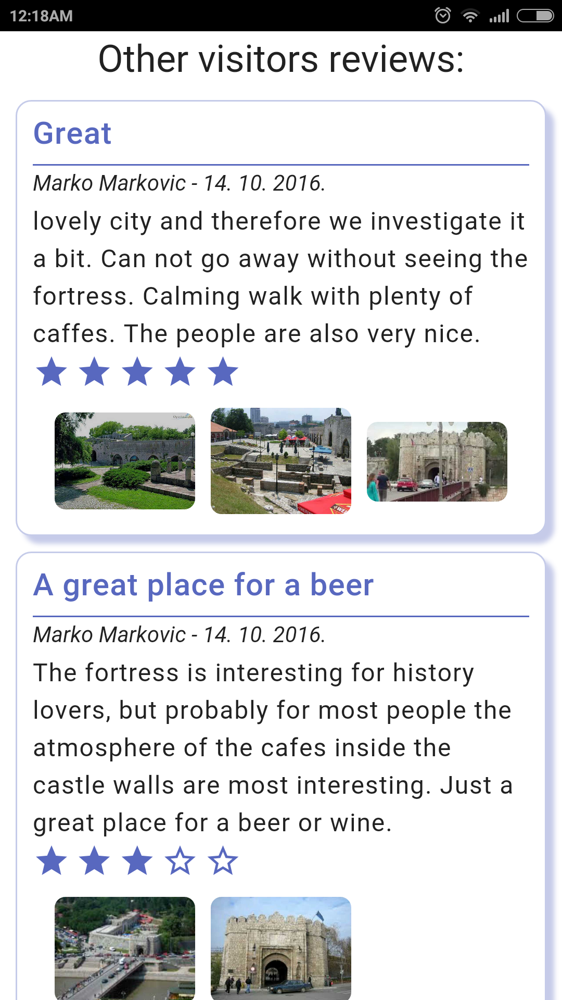 12:18AM
Other visitors reviews:
Great
Marko Markovic - 14. 10. 2016.
lovely city and therefore we investigate it
a bit. Can not go away without seeing the
fortress. Calming walk with plenty of
caffes. The people are also very nice.
A great place for a beer
Marko Markovic - 14. 10. 2016.
The fortress is interesting for history
lovers, but probably for most people the
atmosphere of the cafes inside the
castle walls are most interesting. Just a
great place for a beer or wine.